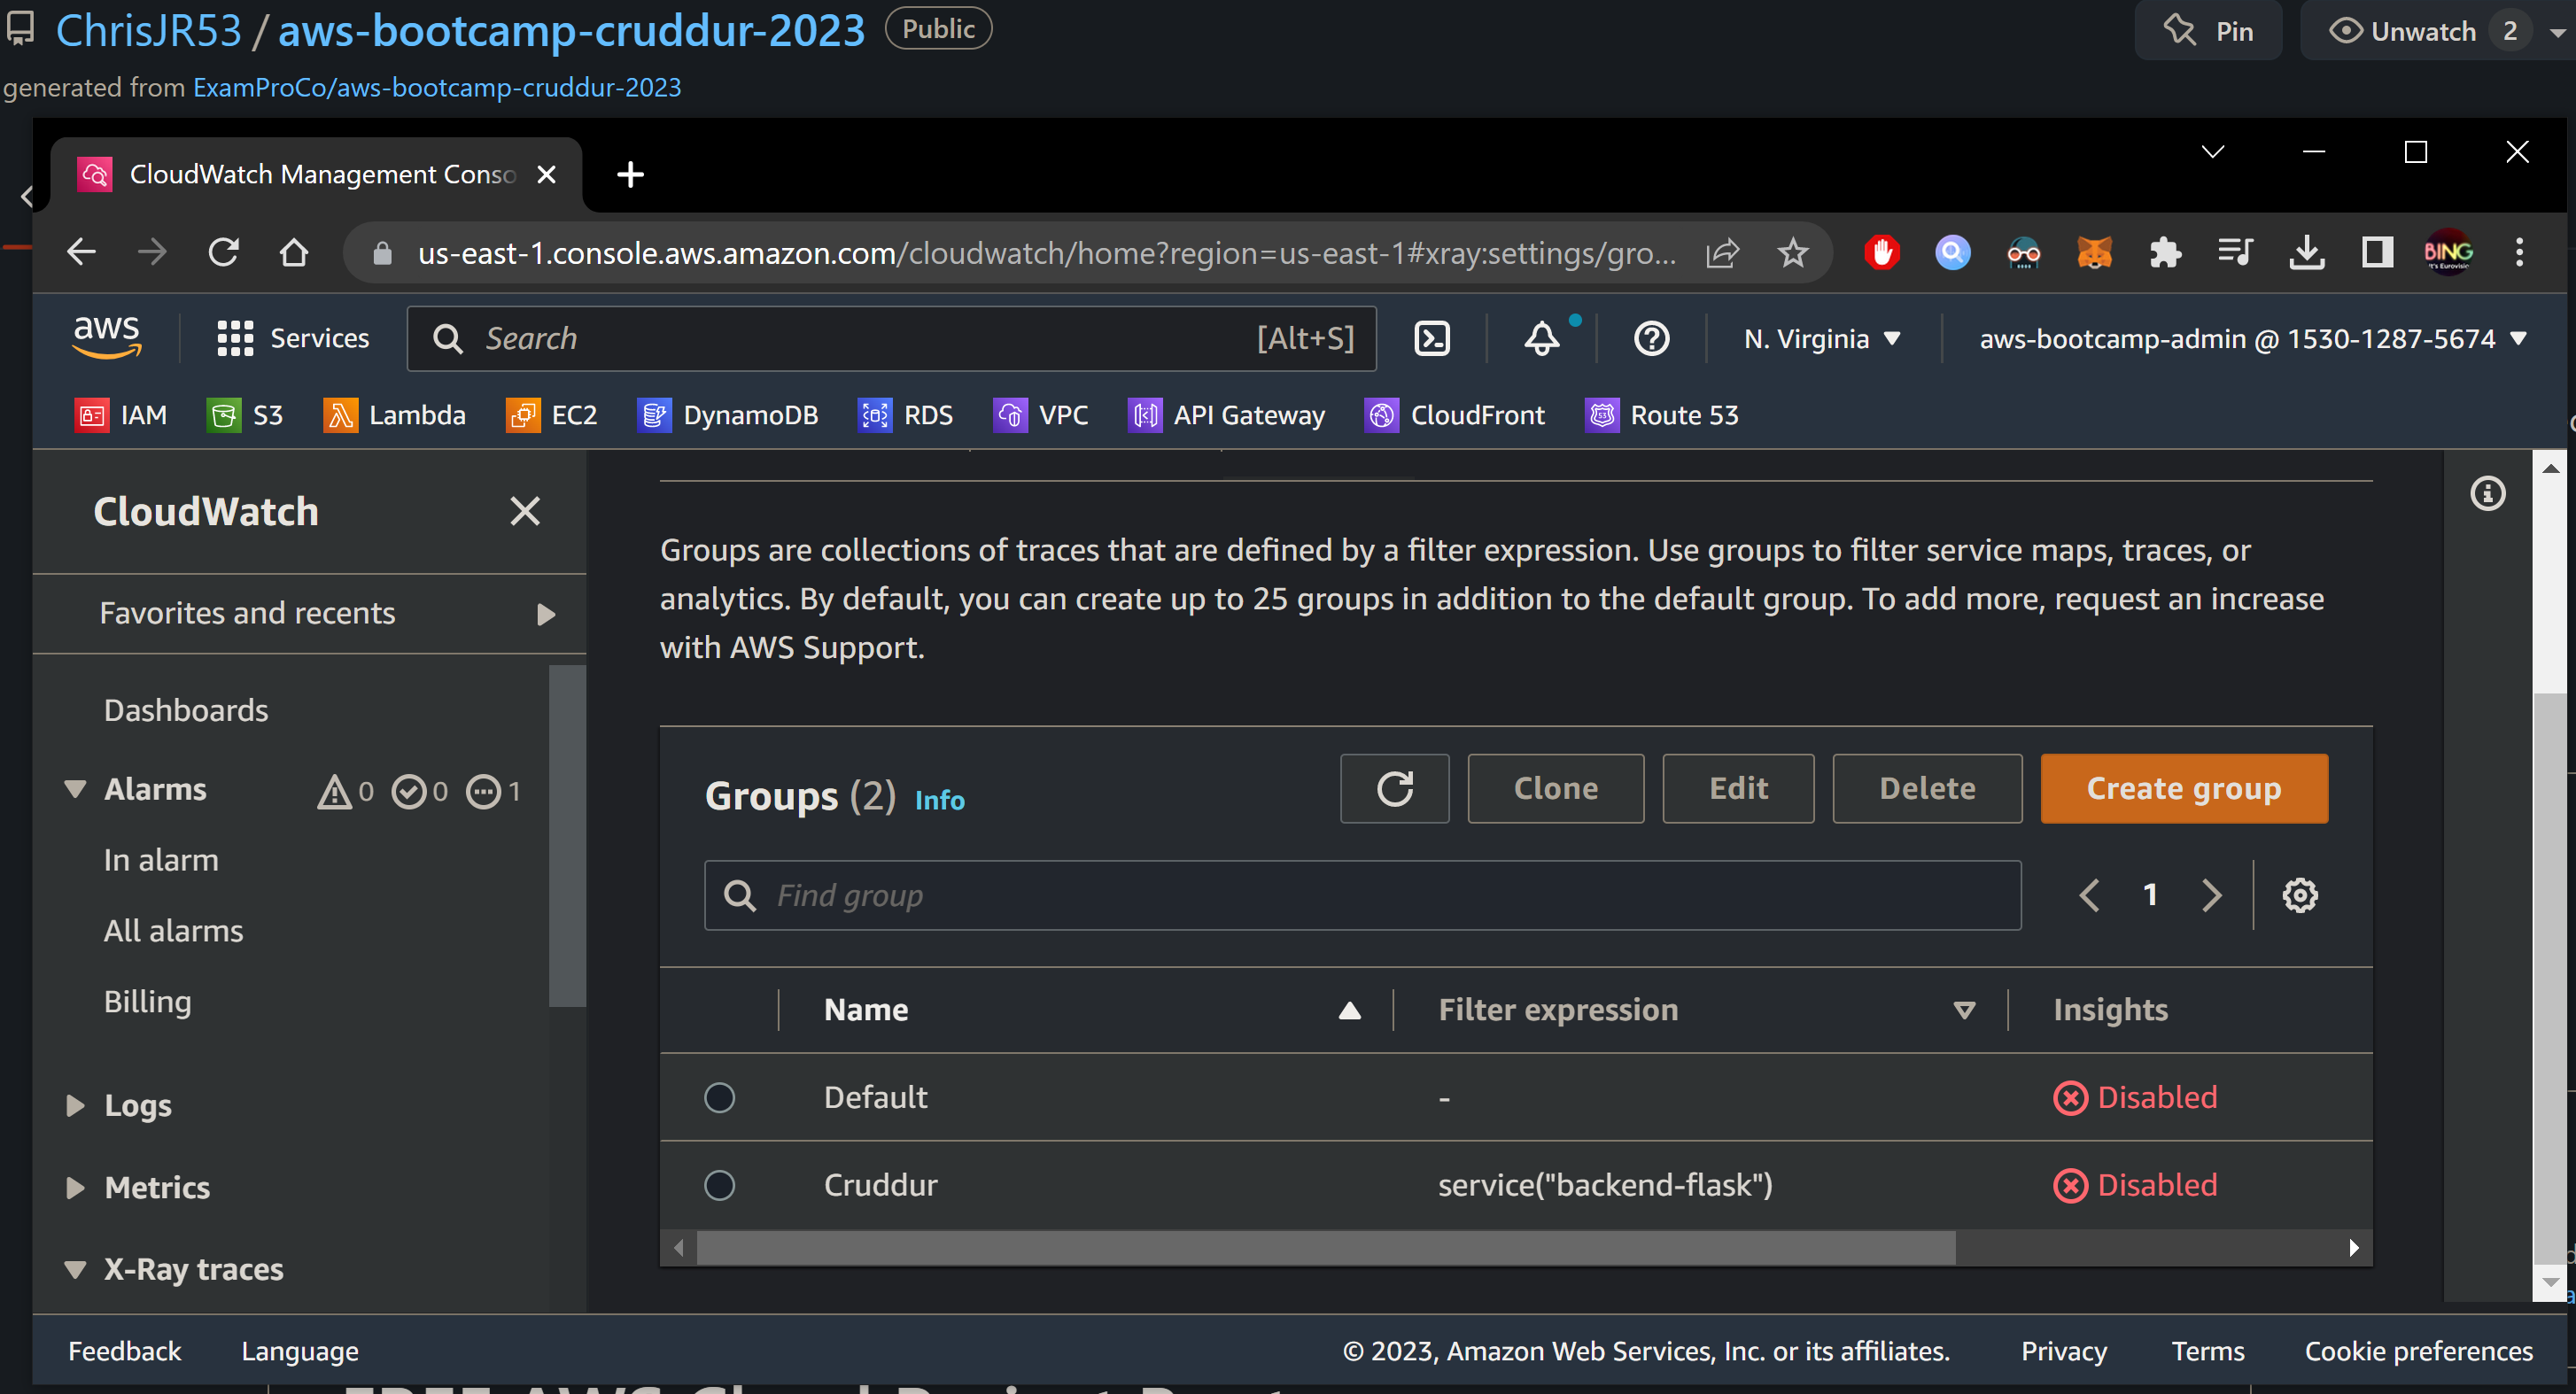 ChrisJR53 / aws-bootcamp-cruddur-2023 Public
Pin
Unwatch 2
generated from ExamProCo/aws-bootcamp-cruddur-2023
CloudWatch Management Conso
us-east-1.console.aws.amazon.com/cloudwatch/home?region=us-east-1#xray:settings/gro...
BING
aws
Services
Search [Alt+S]
N. Virginia
aws-bootcamp-admin @ 1530-1287-5674
IAM
S3
Lambda
EC2
DynamoDB
RDS
VPC
API Gateway
CloudFront
Route 53
CloudWatch
Favorites and recents
Dashboards
Alarms 0 0 1
In alarm
All alarms
Billing
Logs
Metrics
X-Ray traces
Groups are collections of traces that are defined by a filter expression. Use groups to filter service maps, traces, or
analytics. By default, you can create up to 25 groups in addition to the default group. To add more, request an increase
with AWS Support.
Groups (2) Info
Clone
Edit
Delete
Create group
Find group
1
Name Filter expression Insights
Default - Disabled
Cruddur service("backend-flask") Disabled
Feedback
Language
© 2023, Amazon Web Services, Inc. or its affiliates.
Privacy
Terms
Cookie preferences